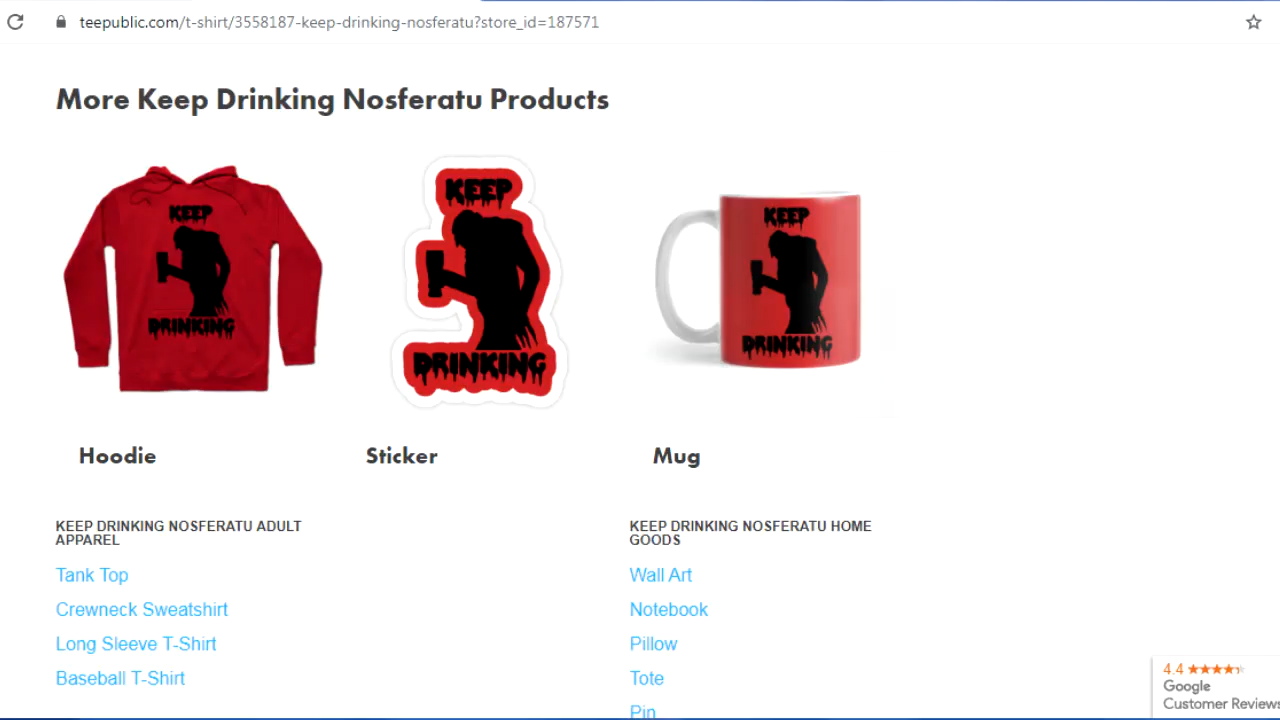 teepublic.com/t-shirt/3558187-keep-drinking-nosferatu?store_id=187571
More Keep Drinking Nosferatu Products
KEEP
DRINKING
KEEP
DRINKING
KEEP
DRINKING
Hoodie
Sticker
Mug
KEEP DRINKING NOSFERATU ADULT
APPAREL
Tank Top
Crewneck Sweatshirt
Long Sleeve T-Shirt
Baseball T-Shirt
KEEP DRINKING NOSFERATU HOME
GOODS
Wall Art
Notebook
Pillow
Tote
Pin
4.4
Google
Customer Reviews